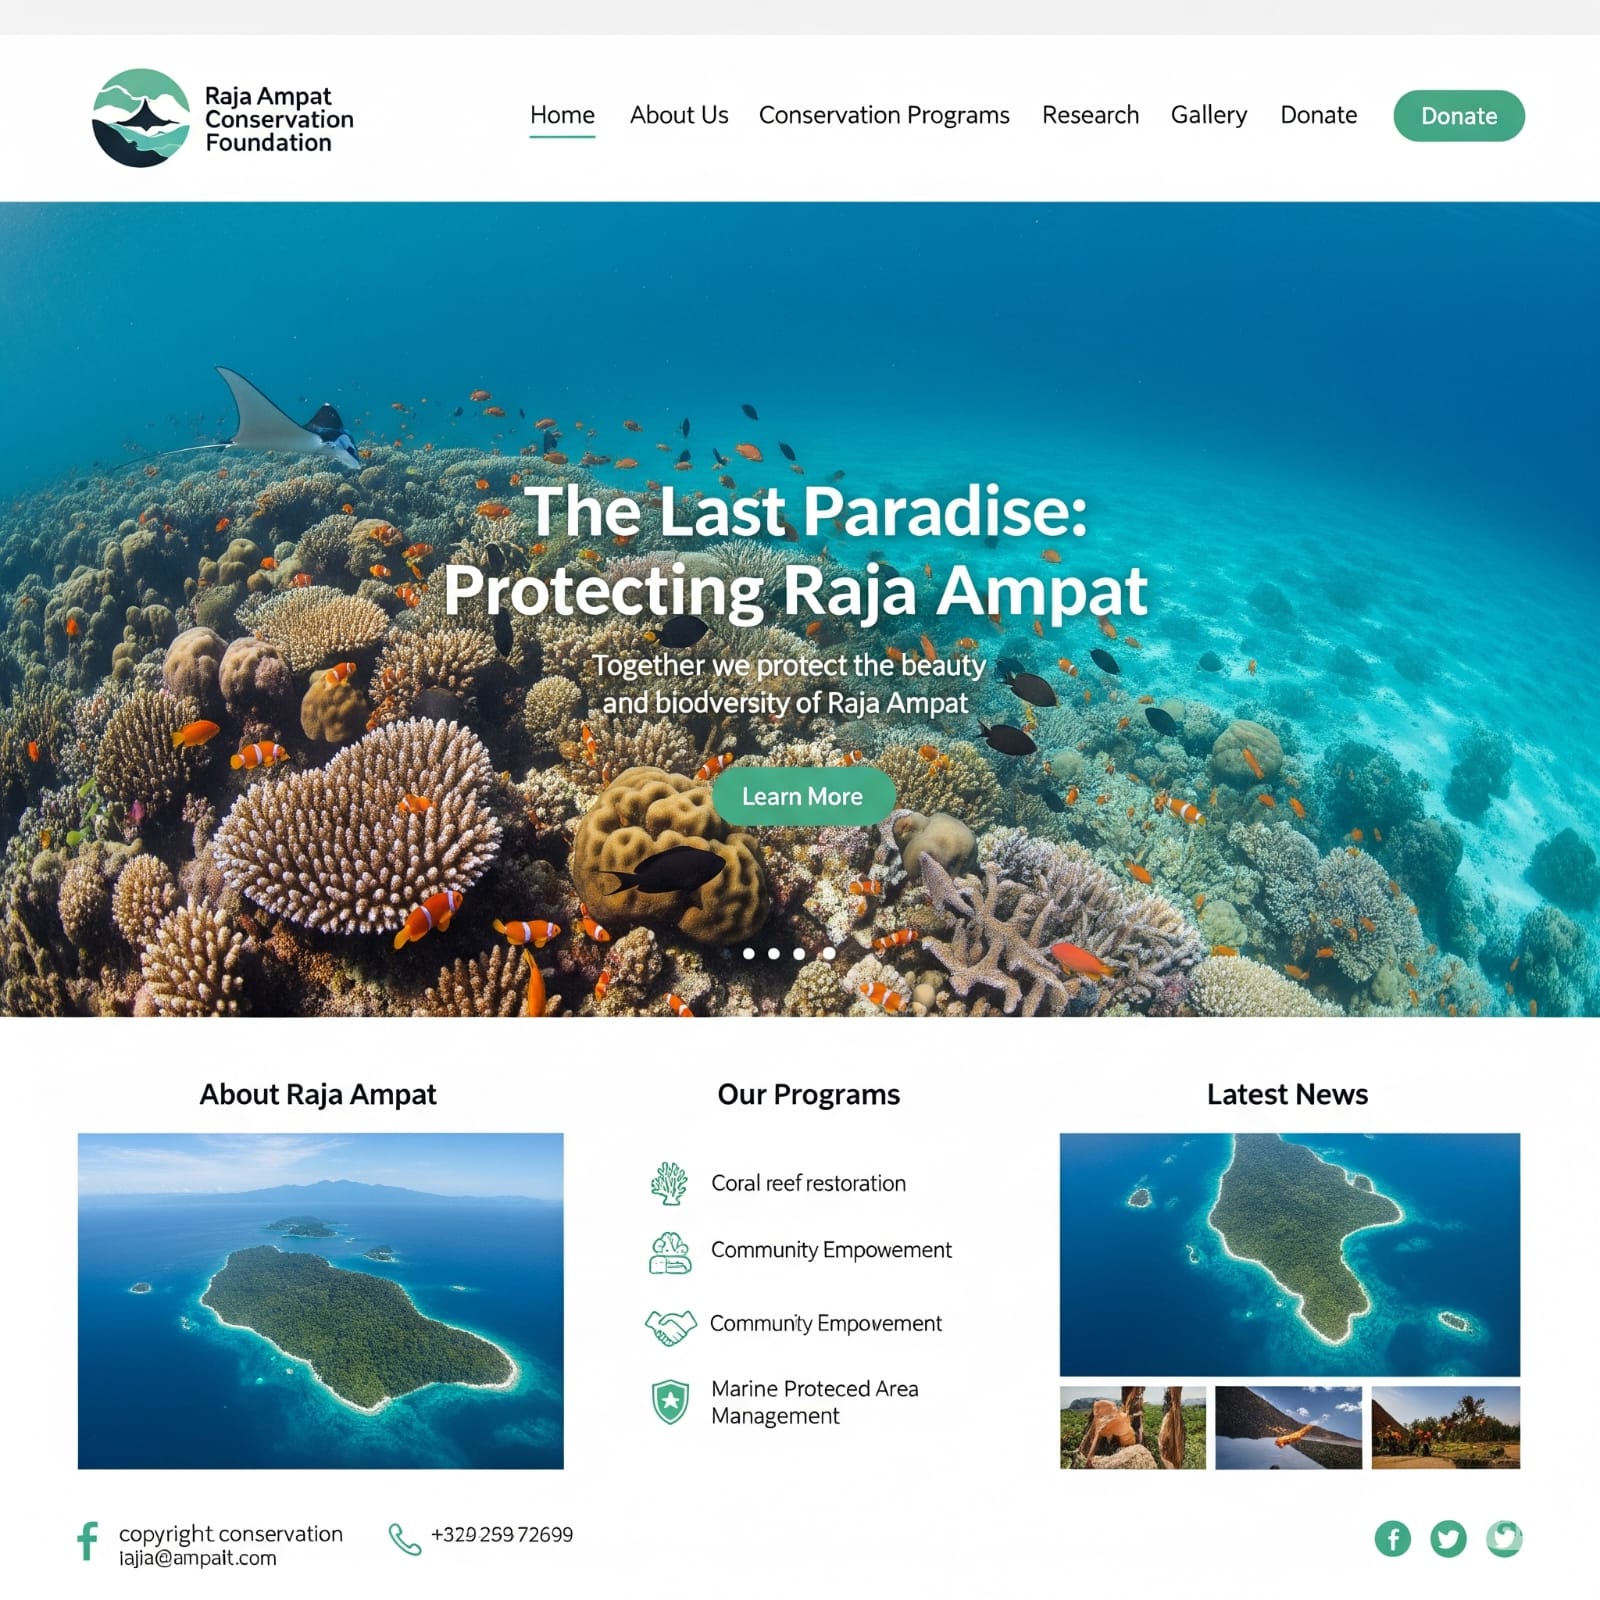 Raja Ampat
Conservation
Foundation
Home
About Us
Conservation Programs
Research
Gallery
Donate
Donate
The Last Paradise:
Protecting Raja Ampat
Together we protect the beauty
and biodversity of Raja Ampat
Learn More
About Raja Ampat
Our Programs
Latest News
Coral reef restoration
Community Empowement
Community Empovement
Marine Proteced Area
Management
copyright conservation
lajia@ampait.com
+329 259 72699